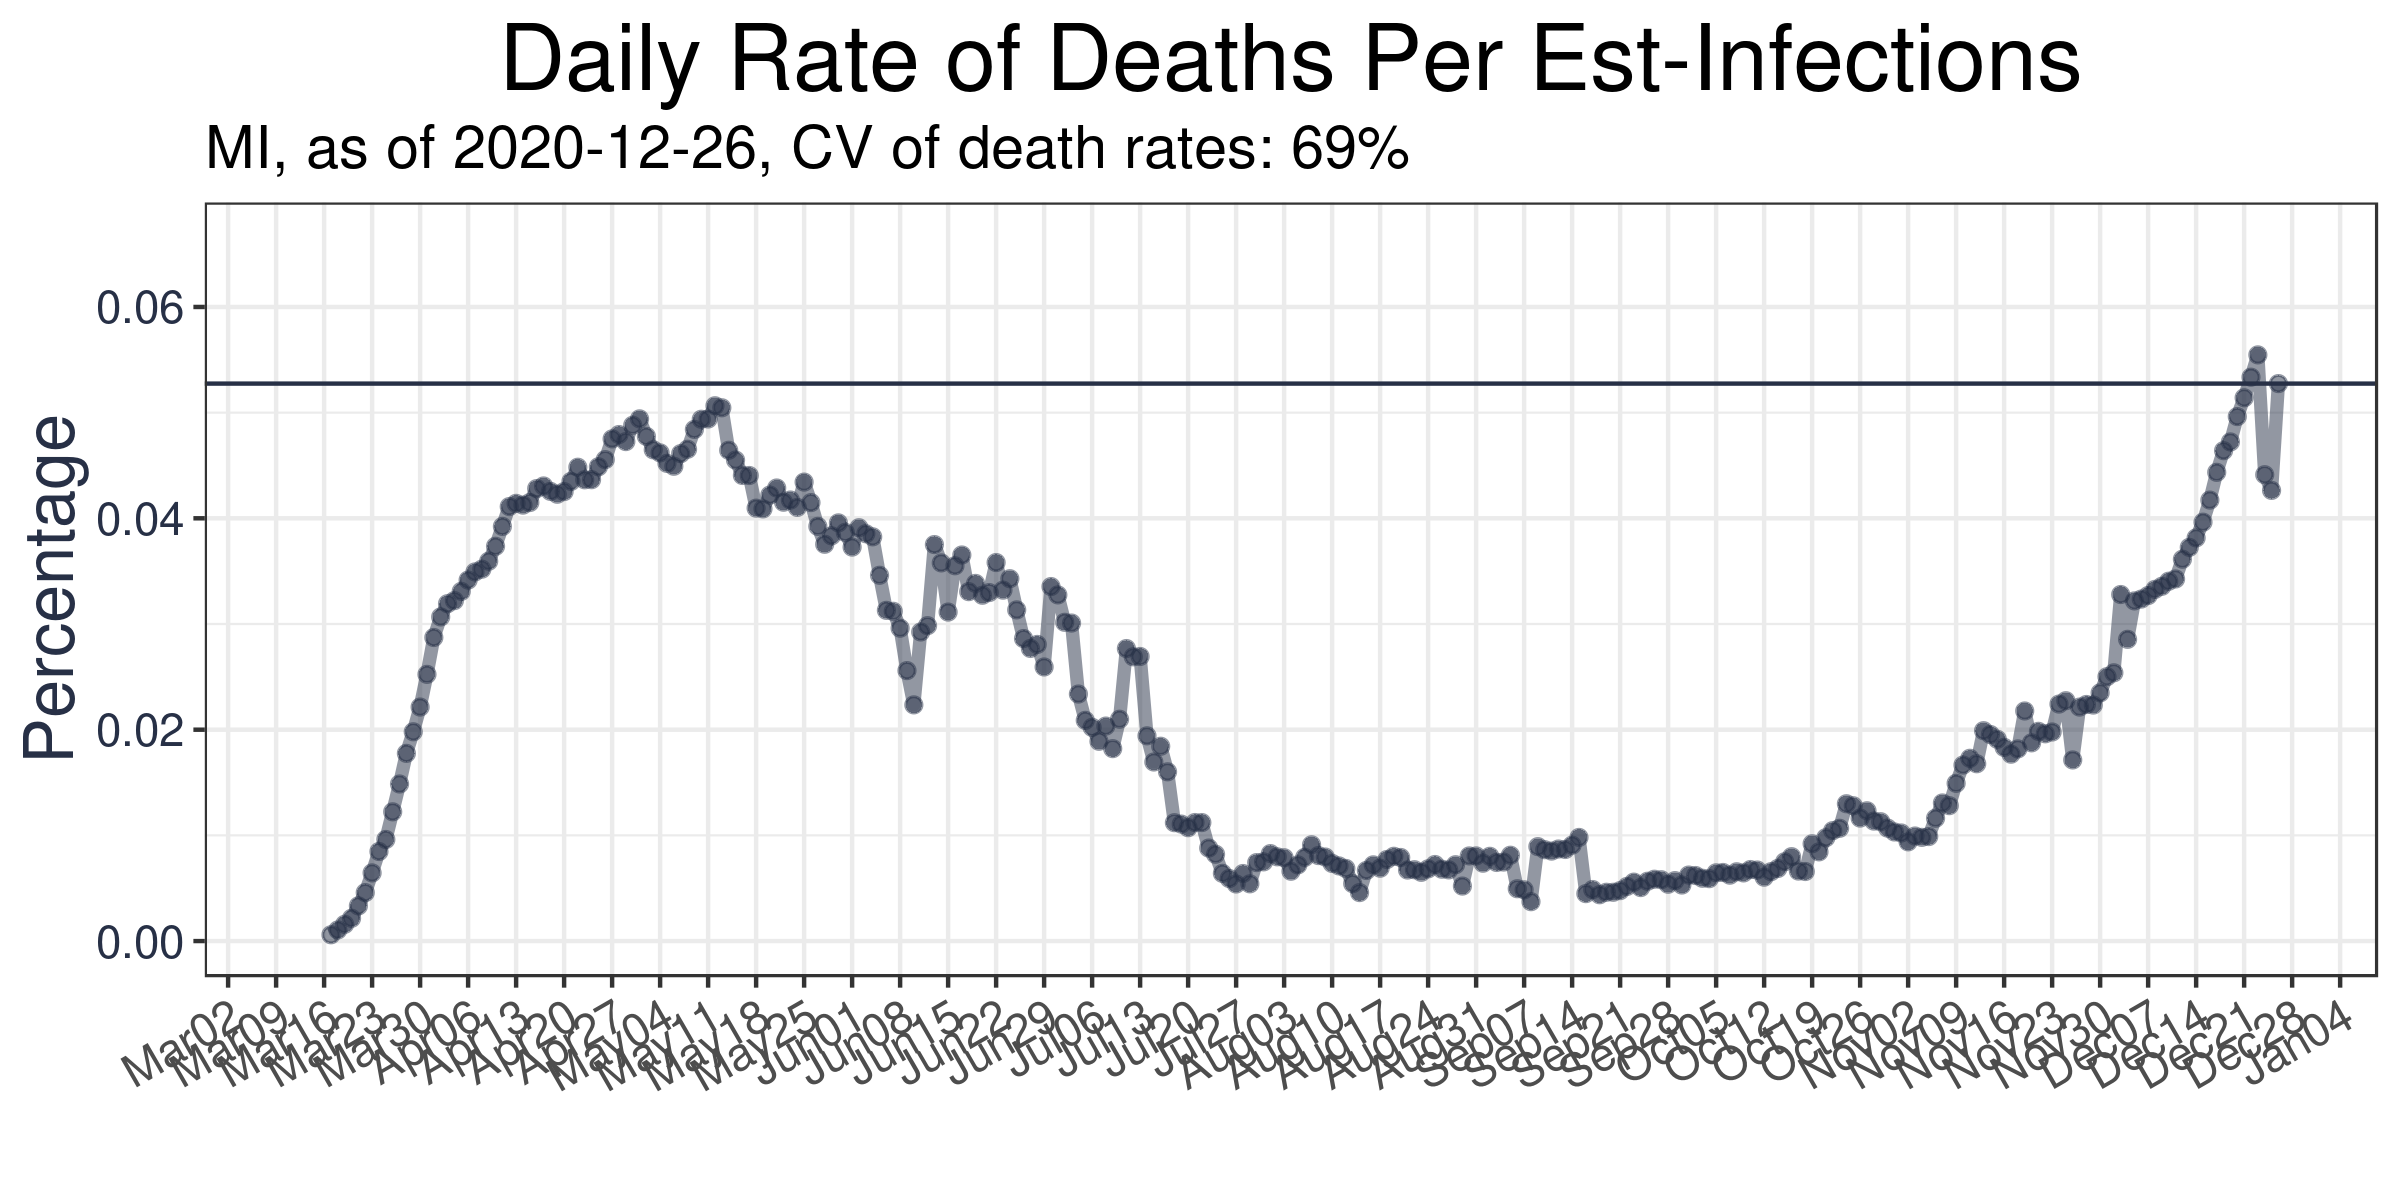 Daily Rate of Deaths Per Est-Infections
MI, as of 2020-12-26, CV of death rates: 69%
Percentage
0.06
0.04
0.02
0.00
Mar02
Mar09
Mar16
Mar23
Mar30
Apr06
Apr13
Apr20
Apr27
May04
May11
May18
May25
Jun01
Jun08
Jun15
Jun22
Jun29
Jul06
Jul13
Jul20
Jul27
Aug03
Aug10
Aug17
Aug24
Aug31
Sep07
Sep14
Sep21
Sep28
Oct05
Oct12
Oct19
Oct26
Nov02
Nov09
Nov16
Nov23
Nov30
Dec07
Dec14
Dec21
Dec28
Jan04